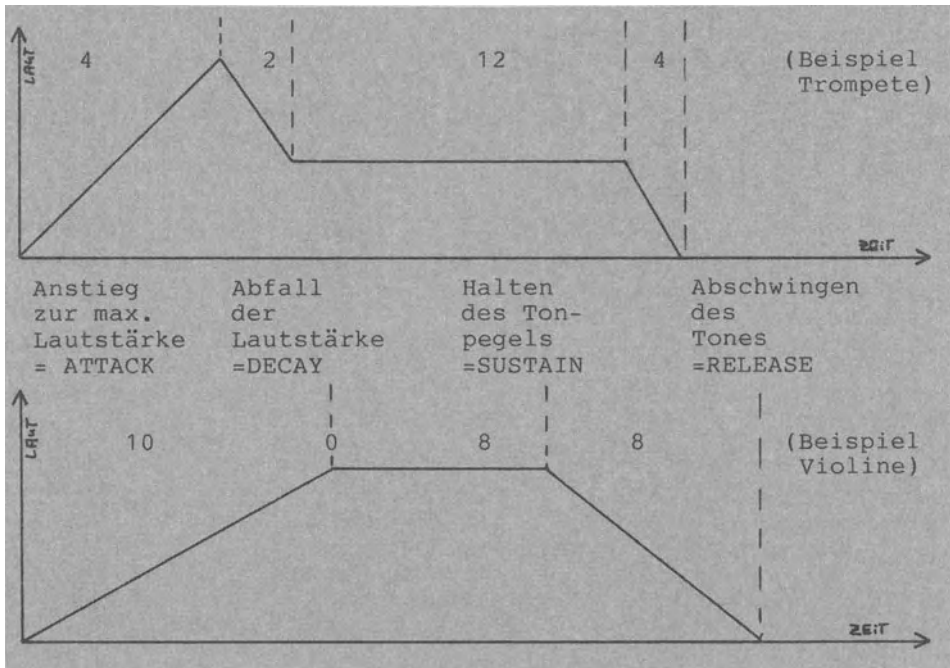 LAUT
4 2 12 4 (Beispiel
Trompete)
ZEIT
Anstieg
zur max.
Lautstärke
= ATTACK
Abfall
der
Lautstärke
=DECAY
Halten
des Ton-
pegels
=SUSTAIN
Abschwingen
des
Tones
=RELEASE
LAUT
10 0 8 8 (Beispiel
Violine)
ZEIT